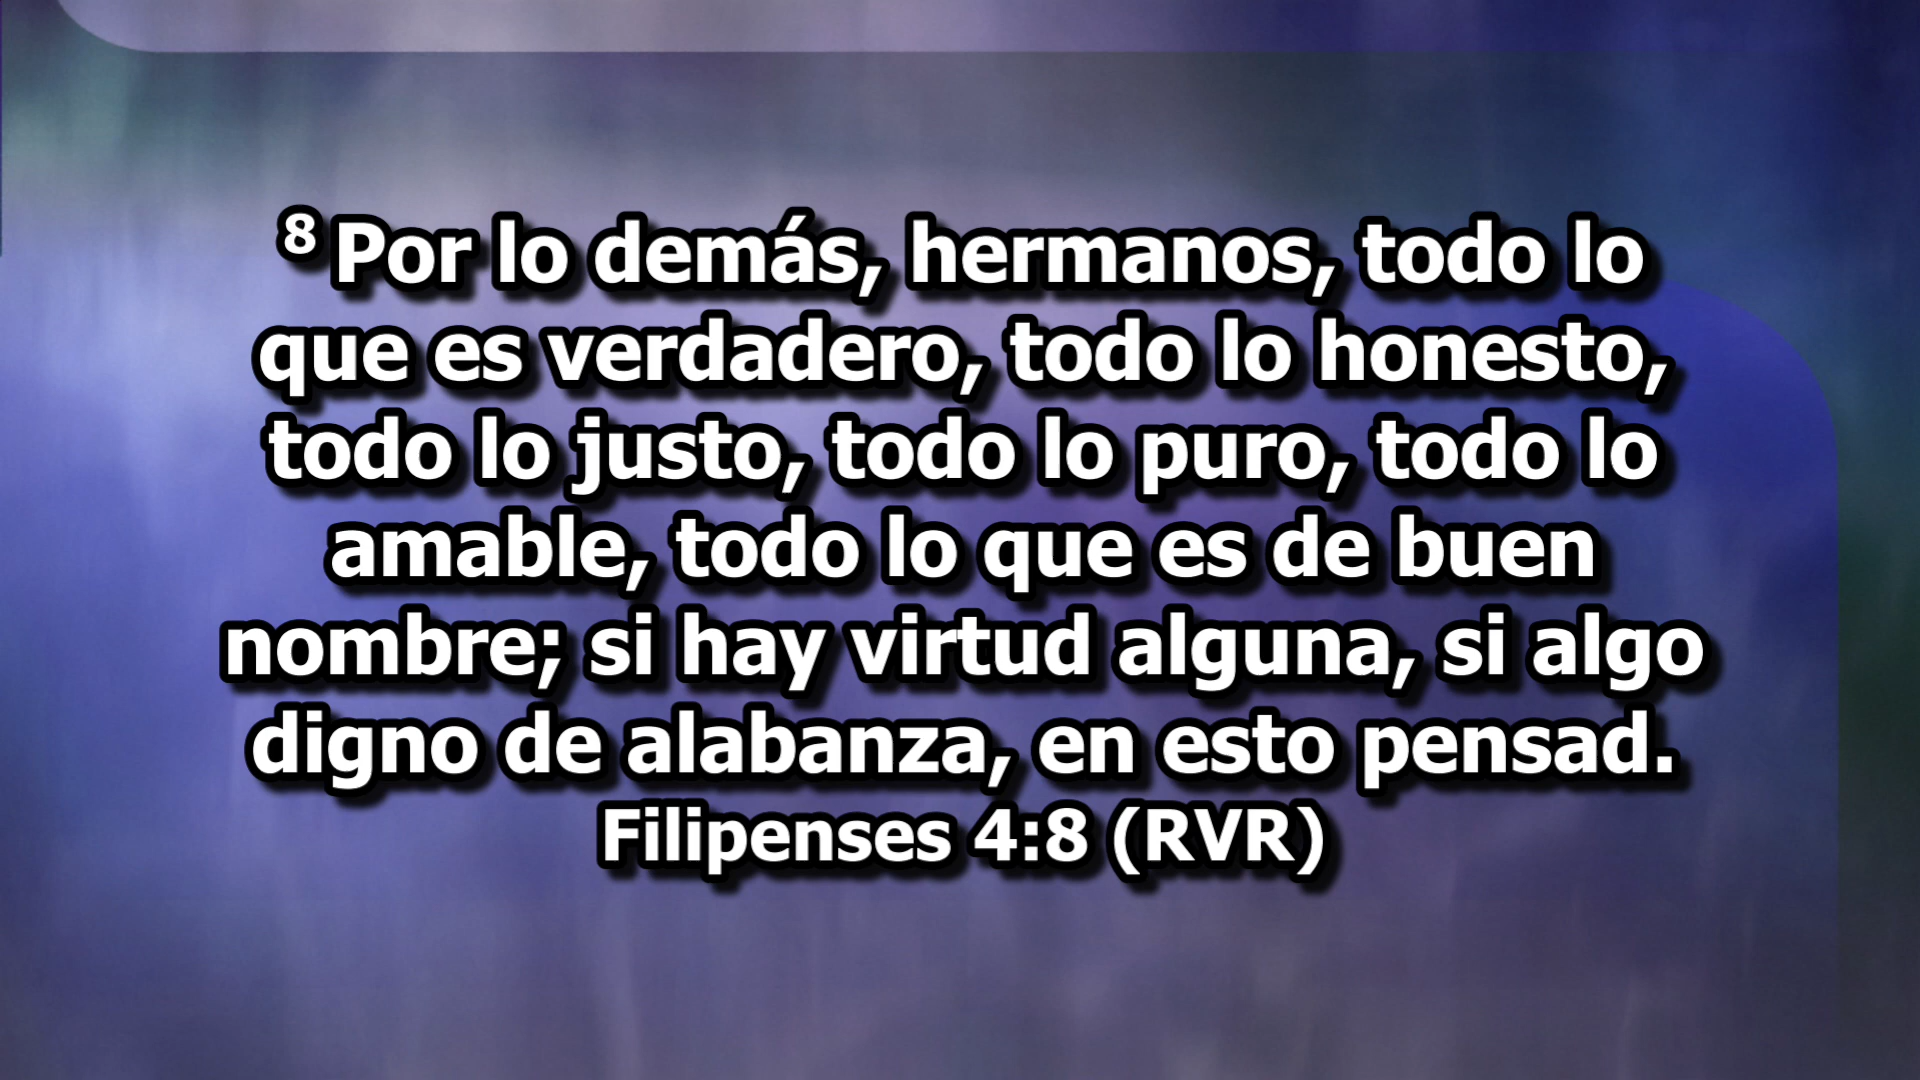 8 Por lo demás, hermanos, todo lo
que es verdadero, todo lo honesto,
todo lo justo, todo lo puro, todo lo
amable, todo lo que es de buen
nombre; si hay virtud alguna, si algo
digno de alabanza, en esto pensad.
Filipenses 4:8 (RVR)